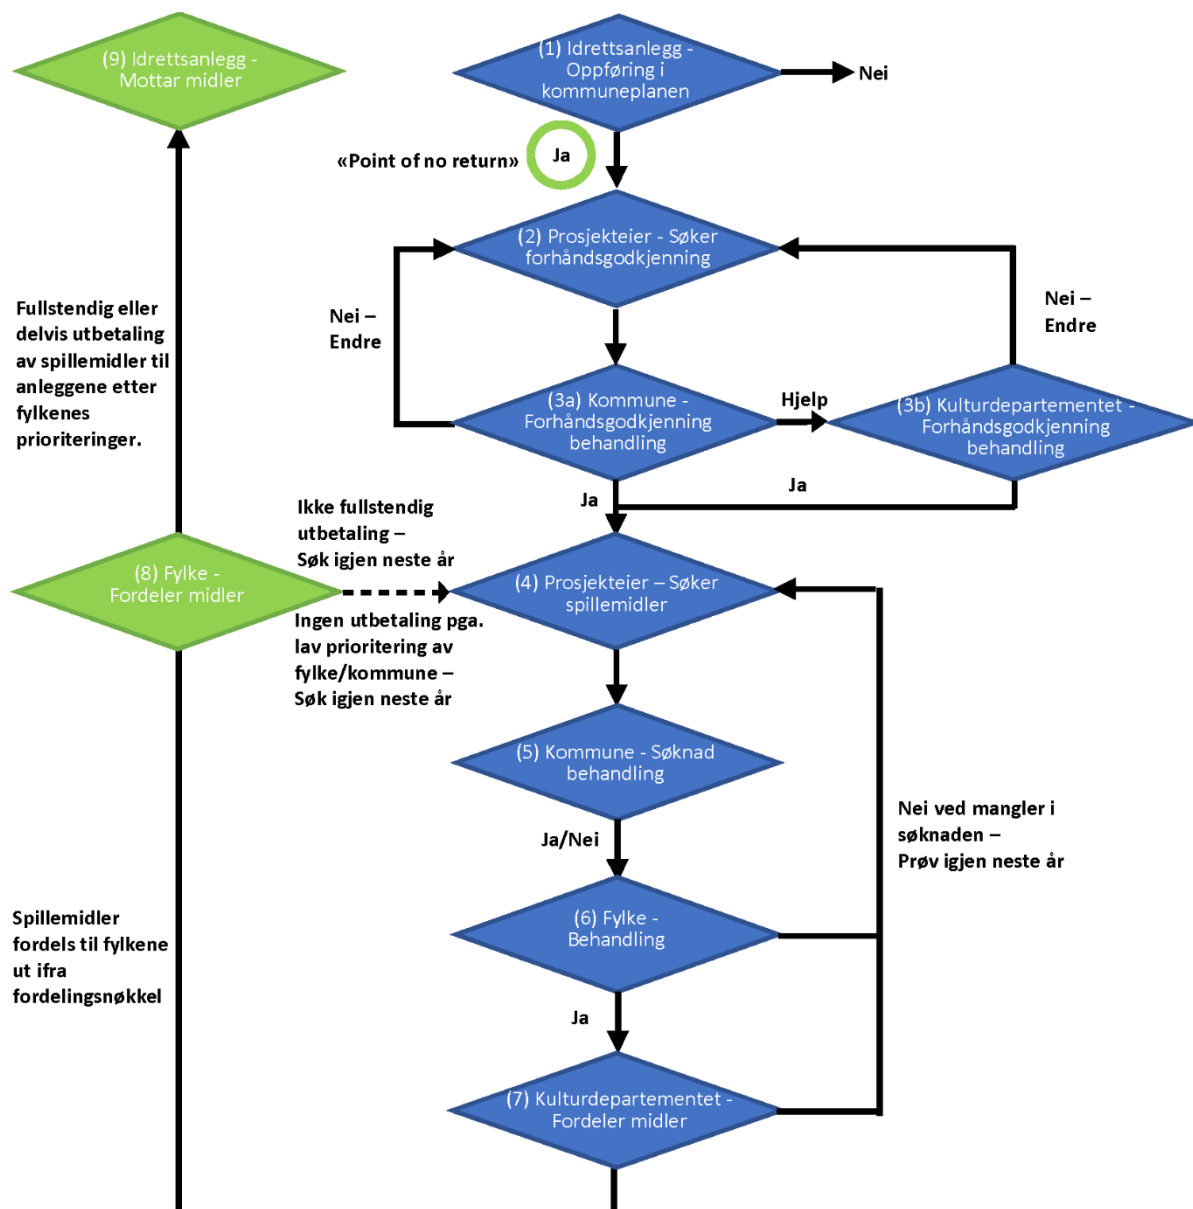 (9) Idrettsanlegg -
Mottar midler
(1) Idrettsanlegg -
Oppføring i
kommuneplanen
Nei
«Point of no return»
Ja
(2) Prosjekteier - Søker
forhåndsgodkjenning
Fullstendig eller
delvis utbetaling
av spillemidler til
anleggene etter
fylkenes
prioriteringer.
Nei –
Endre
Nei –
Endre
(3a) Kommune -
Forhåndsgodkjenning
behandling
Hjelp
(3b) Kulturdepartementet -
Forhåndsgodkjenning
behandling
Ja
Ja
Ikke fullstendig
utbetaling –
Søk igjen neste år
(8) Fylke -
Fordeler midler
(4) Prosjekteier – Søker
spillemidler
Ingen utbetaling pga.
lav prioritering av
fylke/kommune –
Søk igjen neste år
(5) Kommune - Søknad
behandling
Ja/Nei
Nei ved mangler i
søknaden –
Prøv igjen neste år
(6) Fylke -
Behandling
Spillemidler
fordels til fylkene
ut ifra
fordelingsnøkkel
Ja
(7) Kulturdepartementet -
Fordeler midler